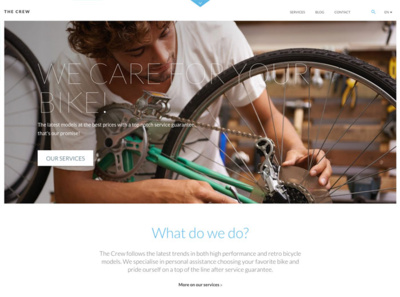 THE CREW
SERVICES BLOG CONTACT EN
WE CARE FOR YOUR
BIKE.
The latest models at the best prices with a top-notch service guarantee,
that's our promise!
OUR SERVICES
What do we do?
The Crew follows the latest trends in both high performance and retro bicycle
models. We specialise in personal assistance choosing your favorite bike and
pride ourself on a top of the line after service guarantee.
More on our services ›